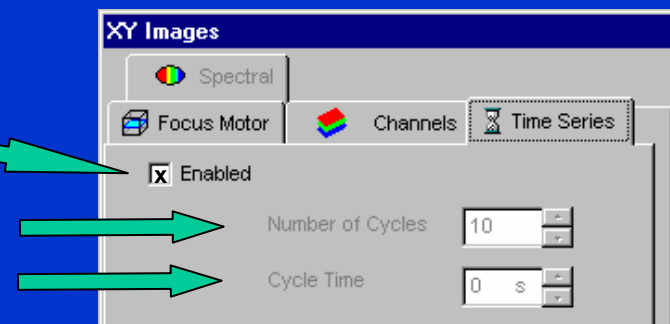 XY Images
Spectral
Focus Motor Channels Time Series
x Enabled
Number of Cycles 10
Cycle Time 0 s